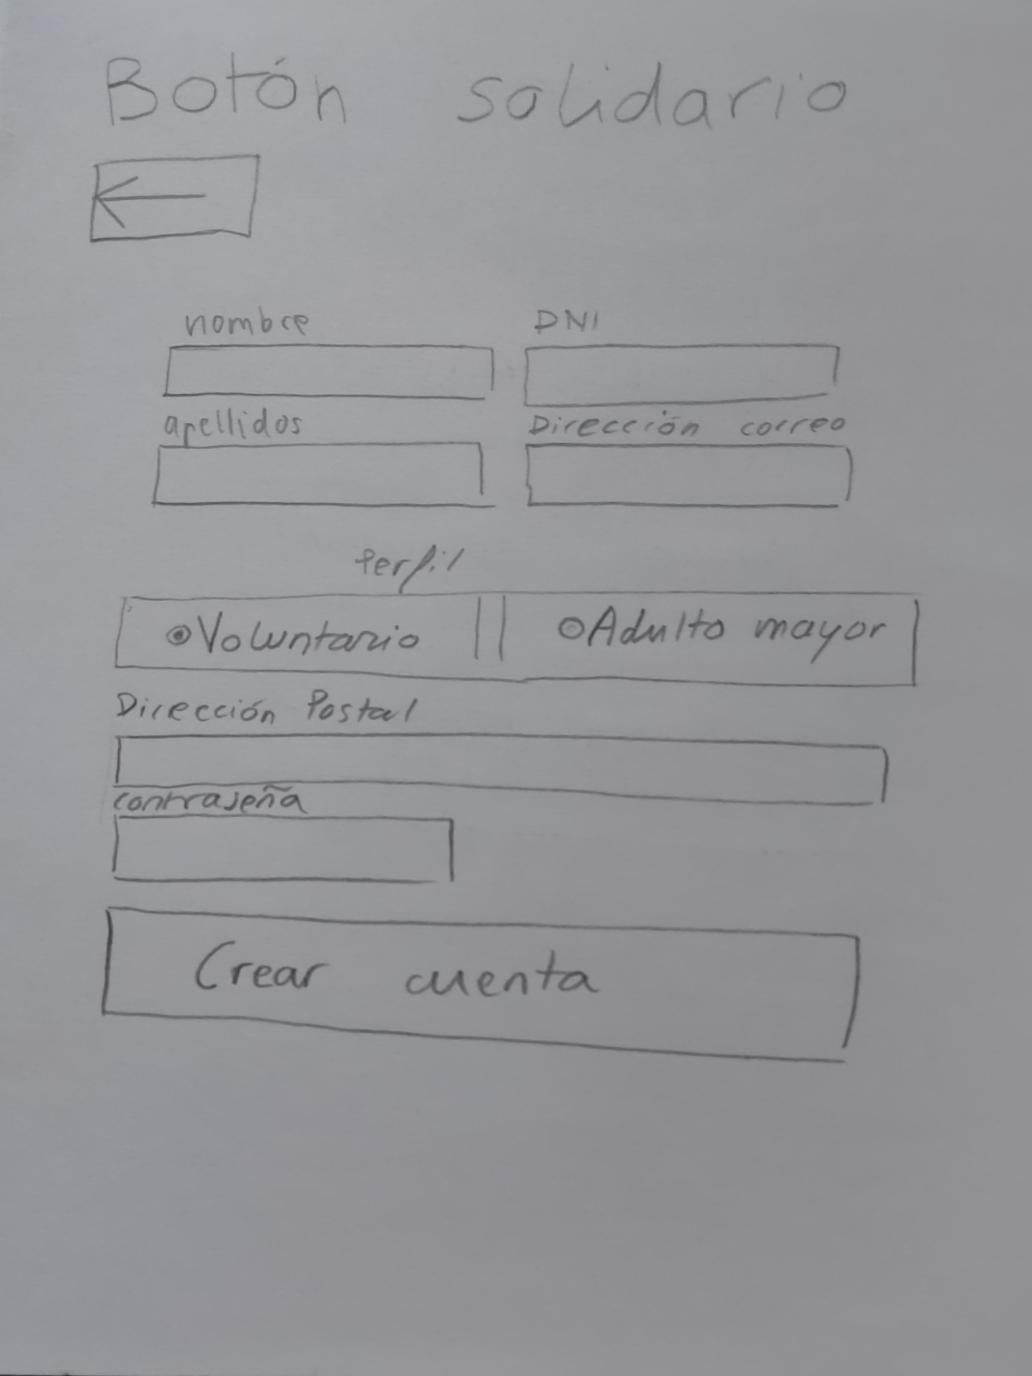 Botón solidario
nombre DNI
apellidos Dirección correo
Perfil
Voluntario Adulto mayor
Dirección Postal
contraseña
Crear cuenta